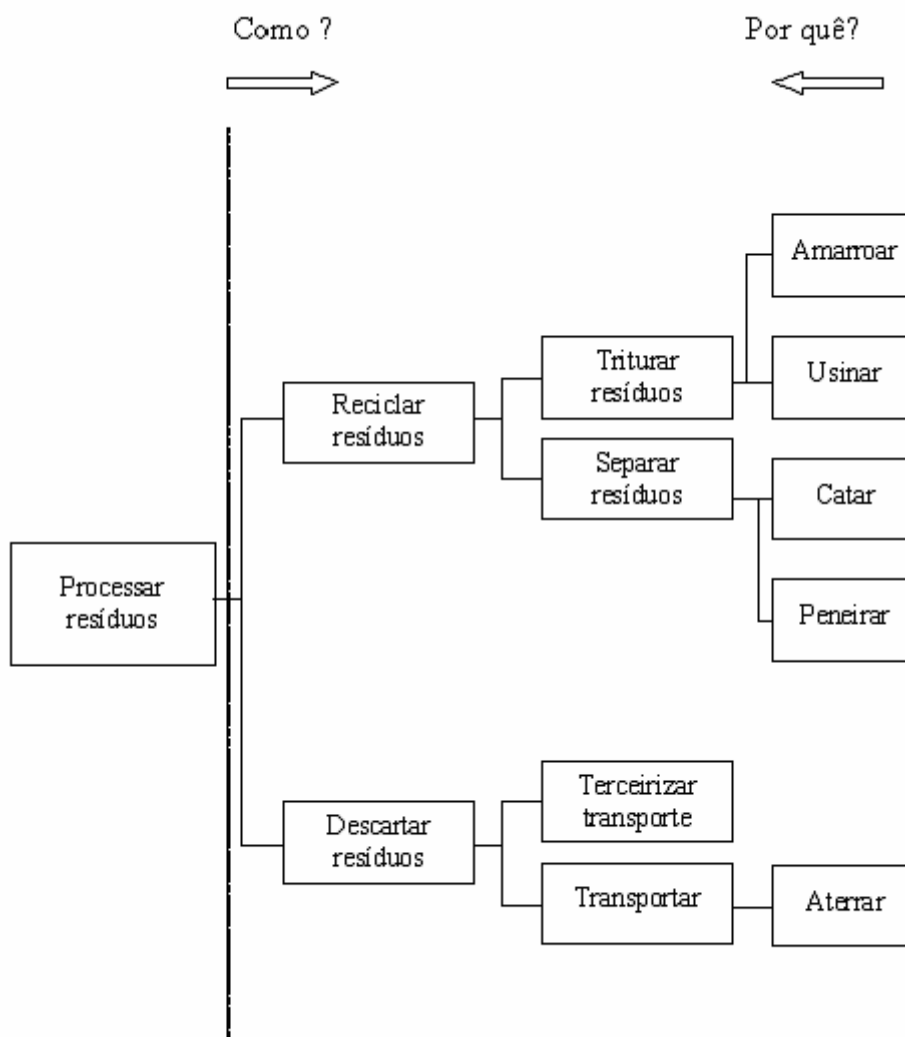 Como ?
Por quê?
Amarroar
Triturar
resíduos
Usinar
Reciclar
resíduos
Separar
resíduos
Catar
Processar
resíduos
Peneirar
Terceirizar
transporte
Descartar
resíduos
Transportar
Aterrar